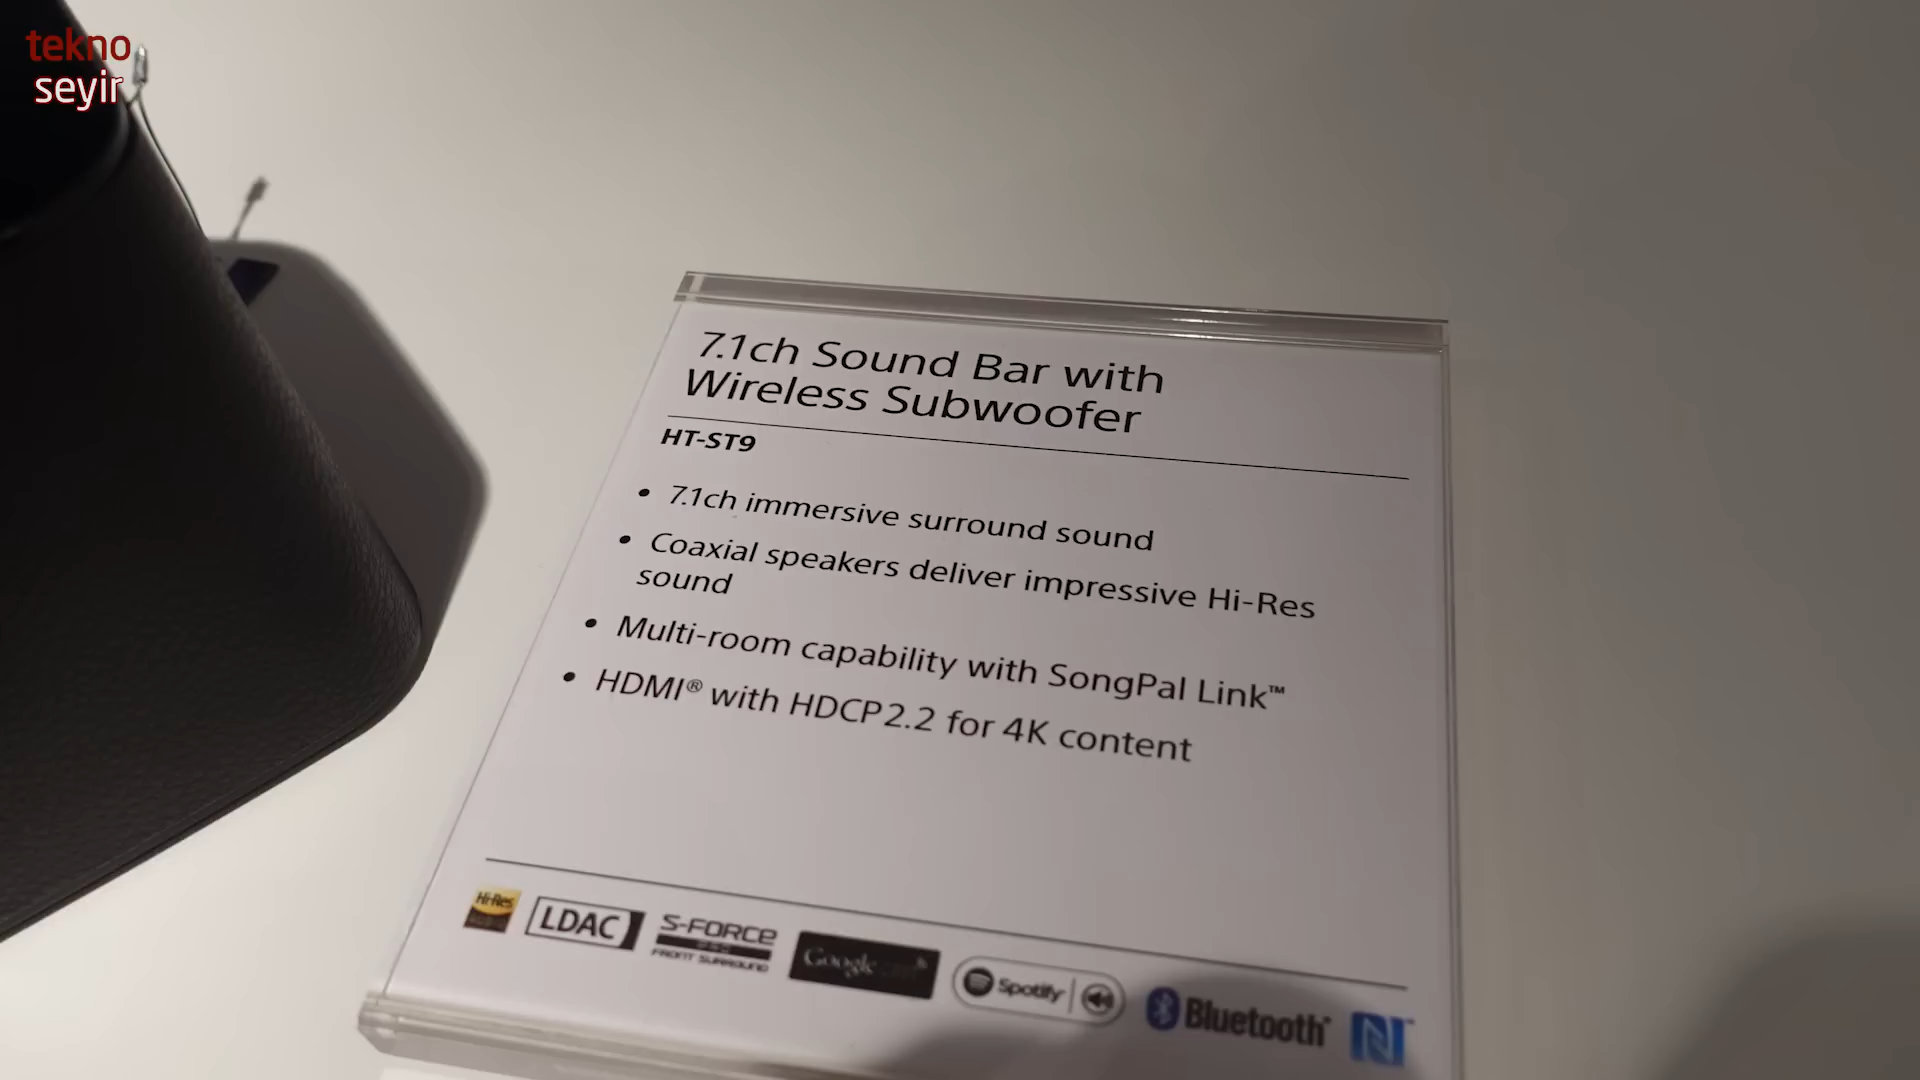 tekno
seyir
7.1ch Sound Bar with
Wireless Subwoofer
HT-ST9
• 7.1ch immersive surround sound
• Coaxial speakers deliver impressive Hi-Res
sound
• Multi-room capability with SongPal Link™
• HDMI® with HDCP2.2 for 4K content
Hi-Res
LDAC
S-FORCE
FRONT SURROUND
Google
Spotify
Bluetooth™